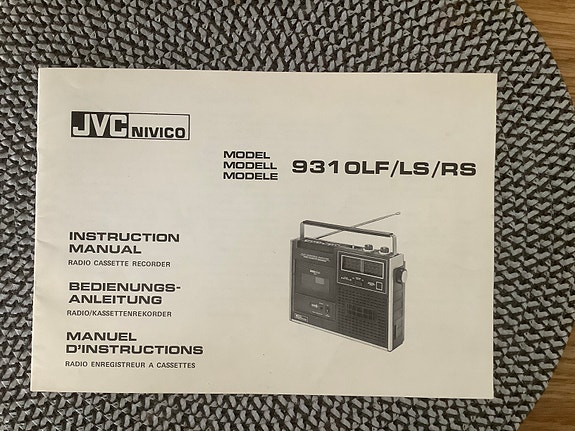 JVC NIVICO
MODEL
MODELL
MODELE
9310LF/LS/RS
INSTRUCTION
MANUAL
RADIO CASSETTE RECORDER
BEDIENUNGS-
ANLEITUNG
RADIO/KASSETTENREKORDER
MANUEL
D'INSTRUCTIONS
RADIO ENREGISTREUR A CASSETTES